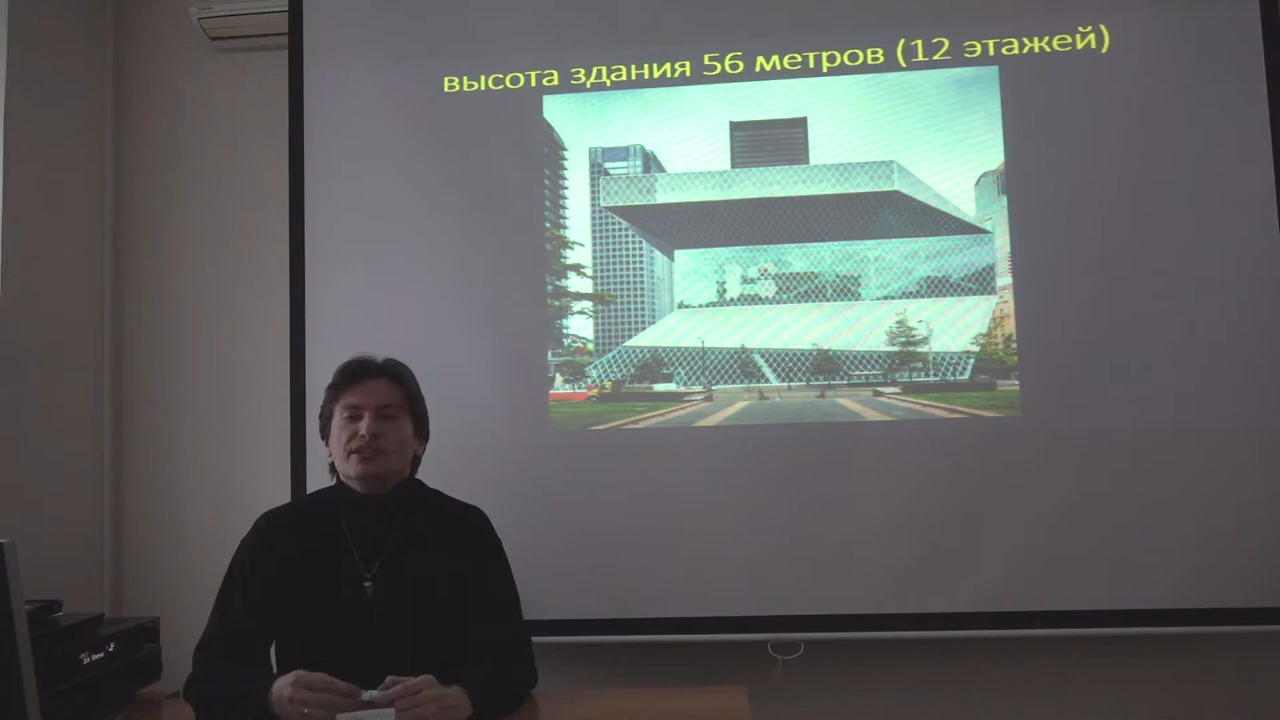 высота здания 56 метров (12 этажей)